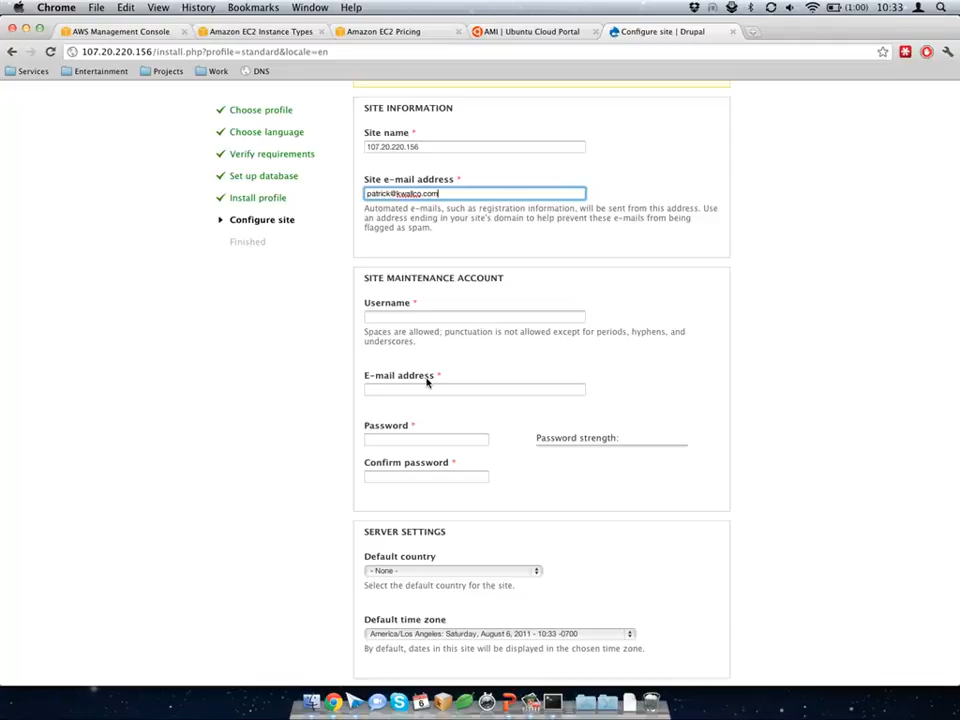 Chrome File Edit View History Bookmarks Window Help (1:00) 10:33
AWS Management Console Amazon EC2 Instance Types Amazon EC2 Pricing AMI | Ubuntu Cloud Portal Configure site | Drupal
107.20.220.156/install.php?profile=standard&locale=en
Services Entertainment Projects Work DNS
Choose profile
Choose language
Verify requirements
Set up database
Install profile
Configure site
Finished
SITE INFORMATION
Site name *
107.20.220.156
Site e-mail address *
patrick@kwallco.com
Automated e-mails, such as registration information, will be sent from this address. Use
an address ending in your site's domain to help prevent these e-mails from being
flagged as spam.
SITE MAINTENANCE ACCOUNT
Username *
Spaces are allowed; punctuation is not allowed except for periods, hyphens, and
underscores.
E-mail address *
Password *
Password strength:
Confirm password *
SERVER SETTINGS
Default country
- None -
Select the default country for the site.
Default time zone
America/Los Angeles: Saturday, August 6, 2011 - 10:33 -0700
By default, dates in this site will be displayed in the chosen time zone.
6